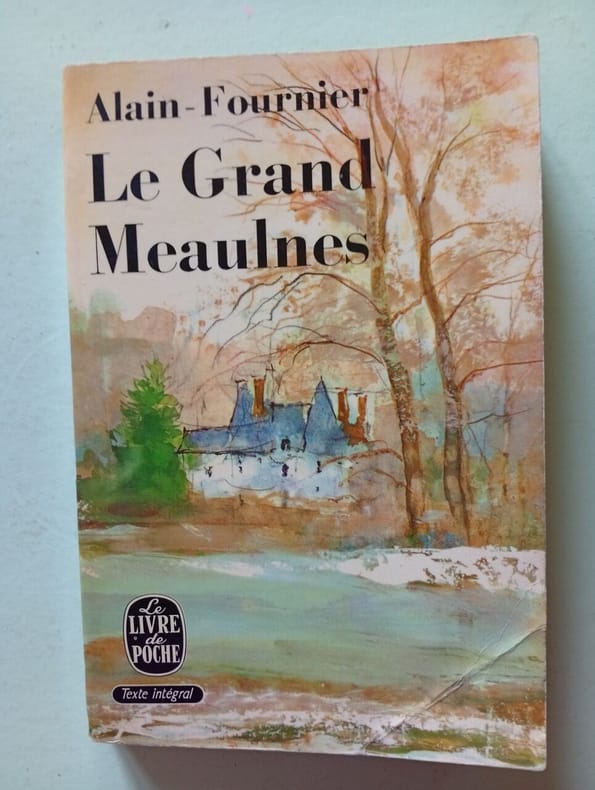 Alain-Fournier
Le Grand
Meaulnes
Le
LIVRE
de
POCHE
Texte intégral